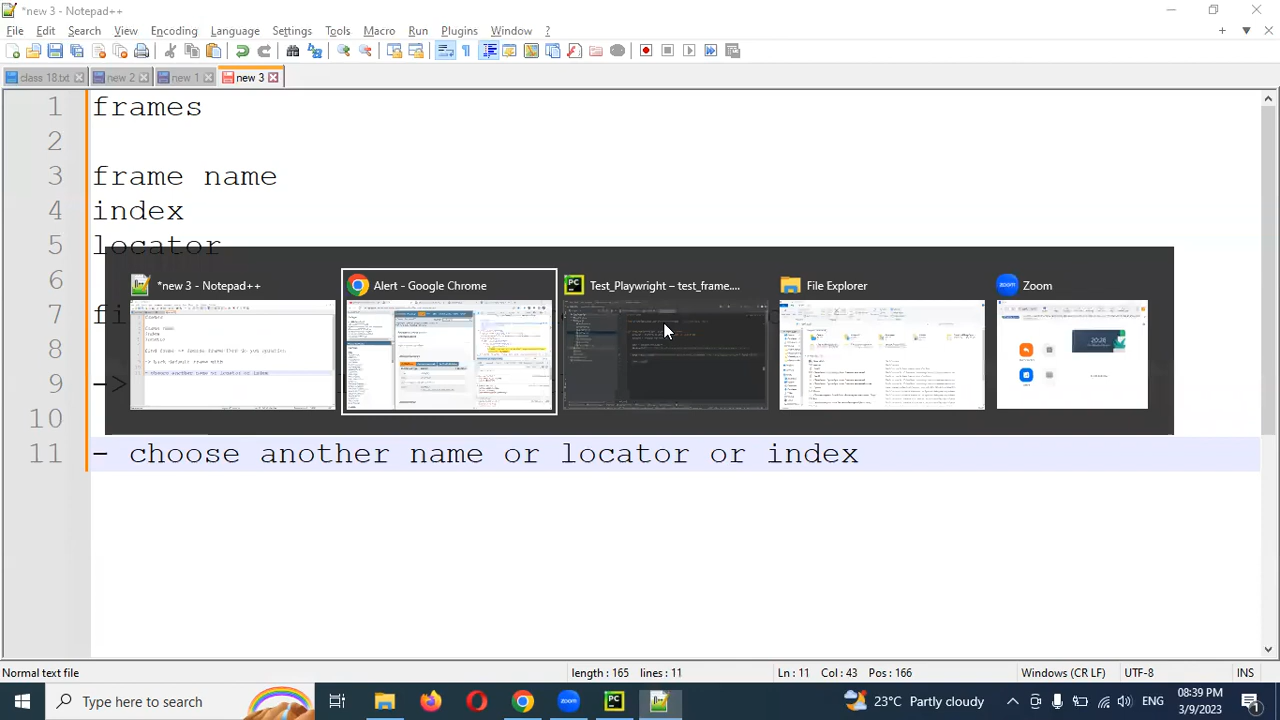 *new 3 - Notepad++
File Edit Search View Encoding Language Settings Tools Macro Run Plugins Window ?
class 18.txt new 2 new 1 new 3
1 frames
2
3 frame name
4 index
5 locator
6
7
8
9
10
11 - choose another name or locator or index
*new 3 - Notepad++ Alert - Google Chrome Test_Playwright – test_frame.... File Explorer Zoom
Normal text file length : 165 lines : 11 Ln : 11 Col : 43 Pos : 166 Windows (CR LF) UTF-8 INS
Type here to search 23°C Partly cloudy ENG 08:39 PM
3/9/2023